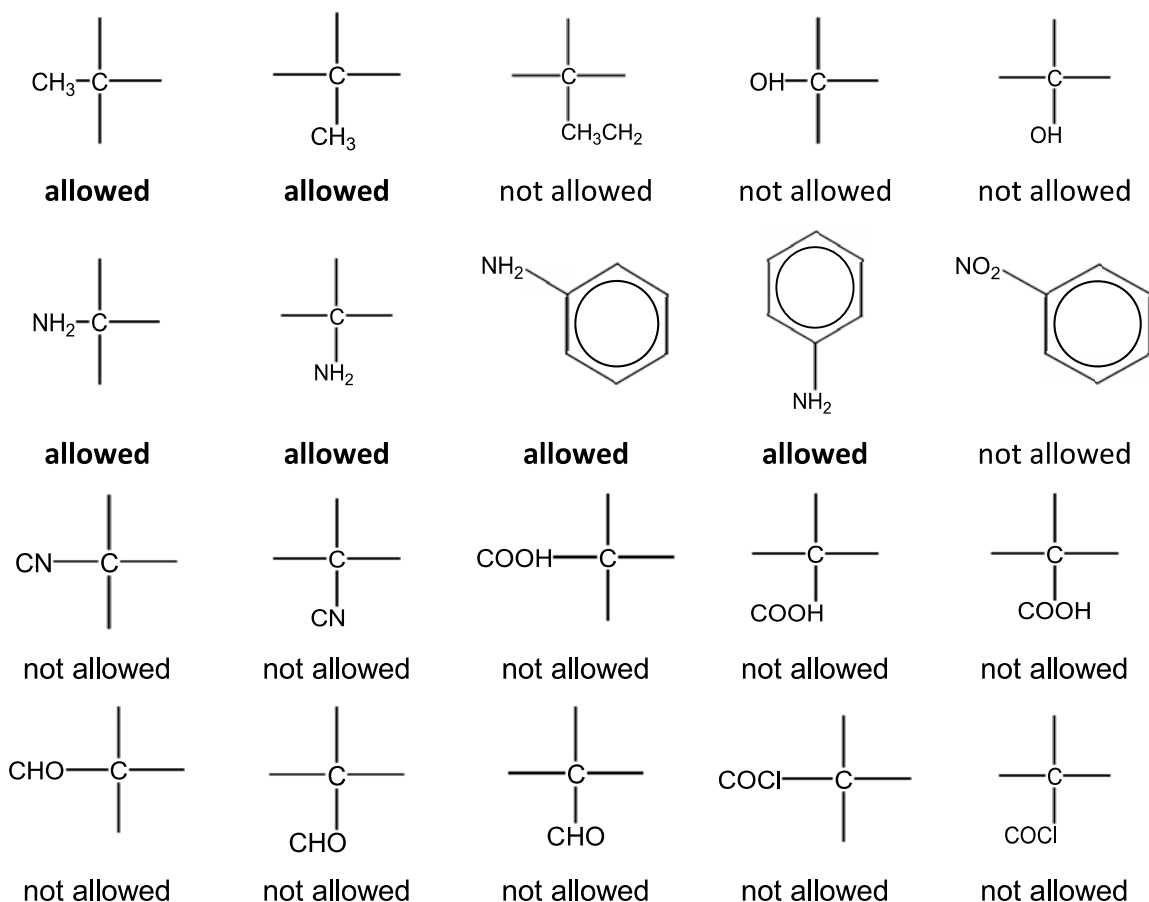 CH₃ C C C OH C C
CH₃ CH₃CH₂ OH
allowed allowed not allowed not allowed not allowed
NH₂ C C NH₂ NO₂
NH₂ NH₂
allowed allowed allowed allowed not allowed
CN C C COOH C C C
CN COOH COOH
not allowed not allowed not allowed not allowed not allowed
CHO C C C COCl C C
CHO CHO COCl
not allowed not allowed not allowed not allowed not allowed